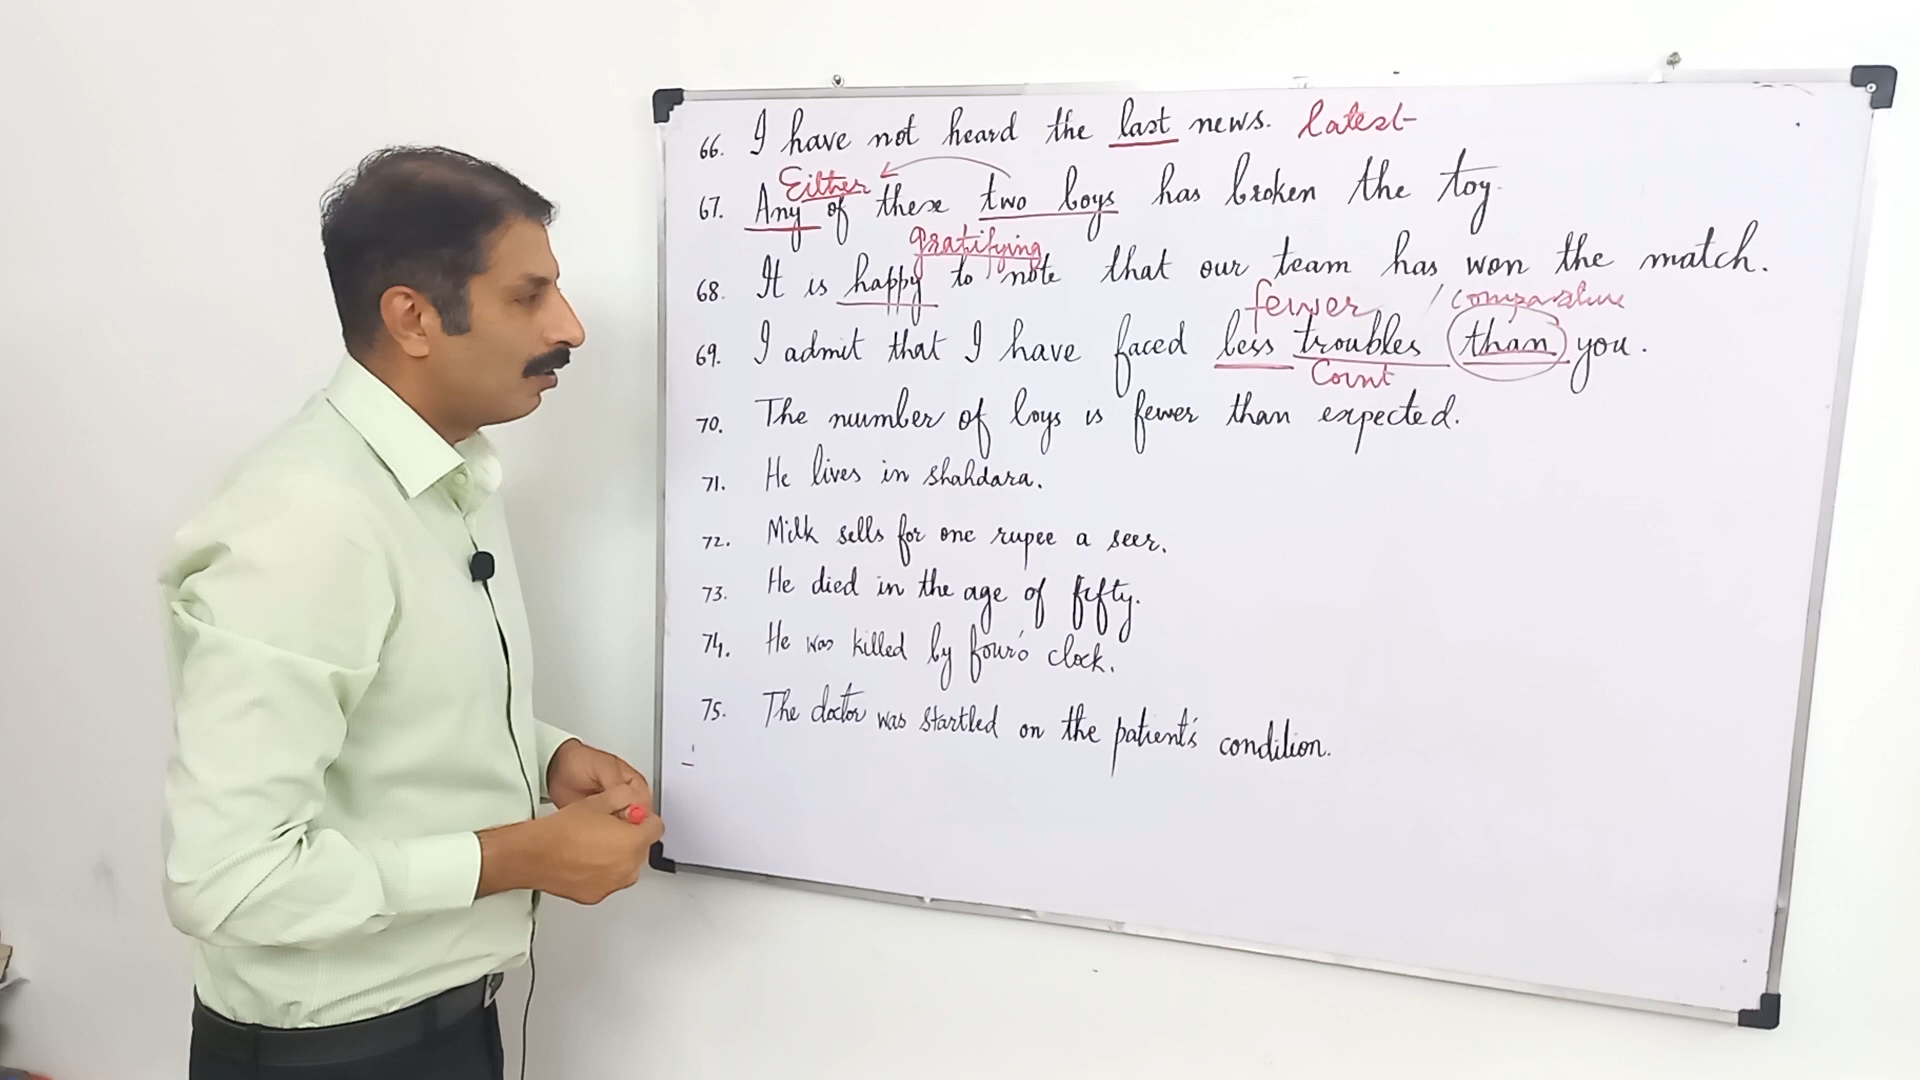 66. I have not heard the last news. latest
Either
67. Any of these two boys has broken the toy.
gratifying
68. It is happy to note that our team has won the match.
fewer / comparative
69. I admit that I have faced less troubles than you.
Count
70. The number of boys is fewer than expected.
71. He lives in shahdara.
72. Milk sells for one rupee a seer.
73. He died in the age of fifty.
74. He was killed by four'o clock.
75. The doctor was startled on the patient's condition.